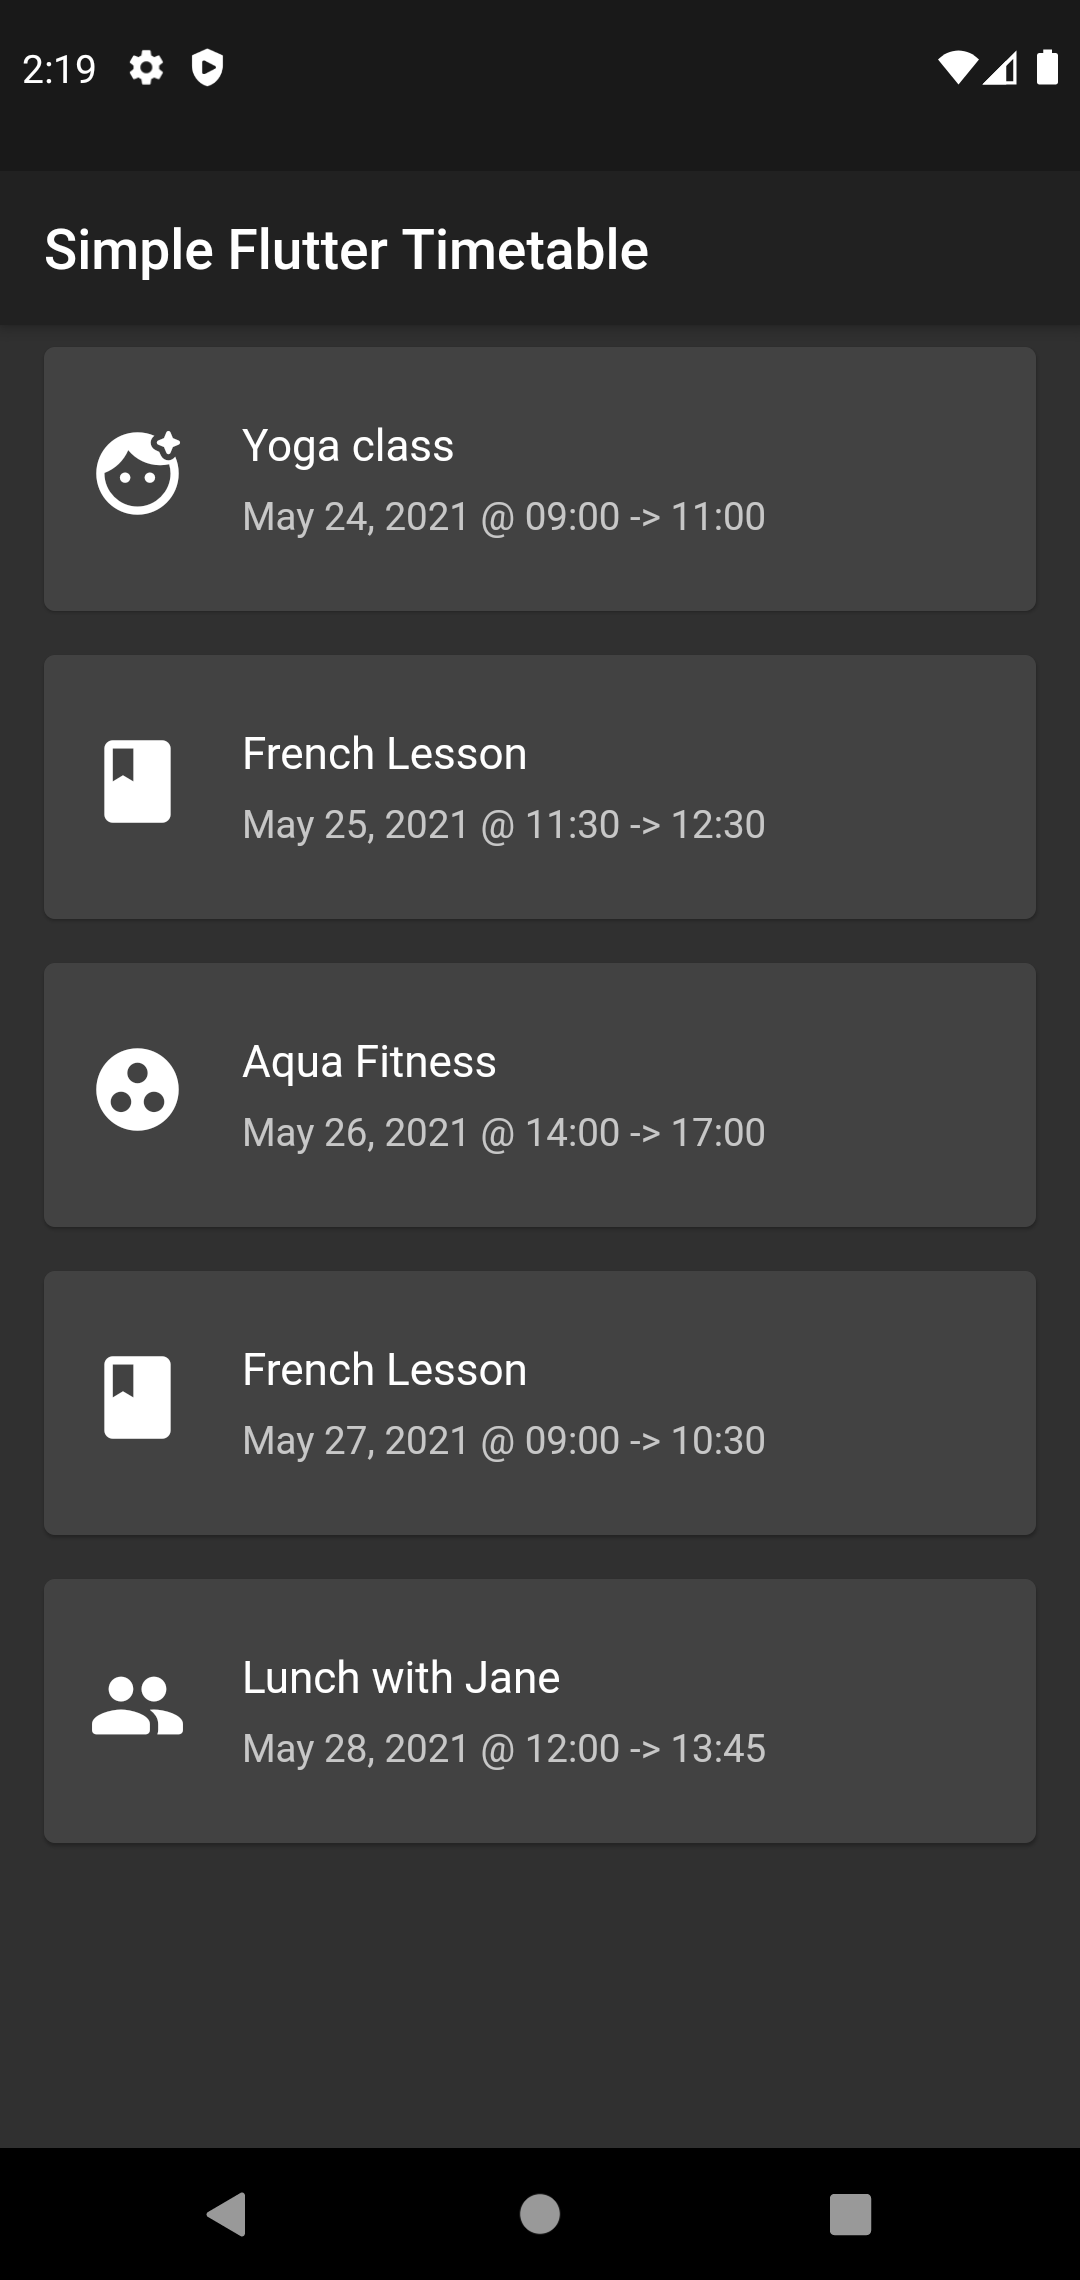 2:19
Simple Flutter Timetable
Yoga class
May 24, 2021 @ 09:00 -> 11:00
French Lesson
May 25, 2021 @ 11:30 -> 12:30
Aqua Fitness
May 26, 2021 @ 14:00 -> 17:00
French Lesson
May 27, 2021 @ 09:00 -> 10:30
Lunch with Jane
May 28, 2021 @ 12:00 -> 13:45